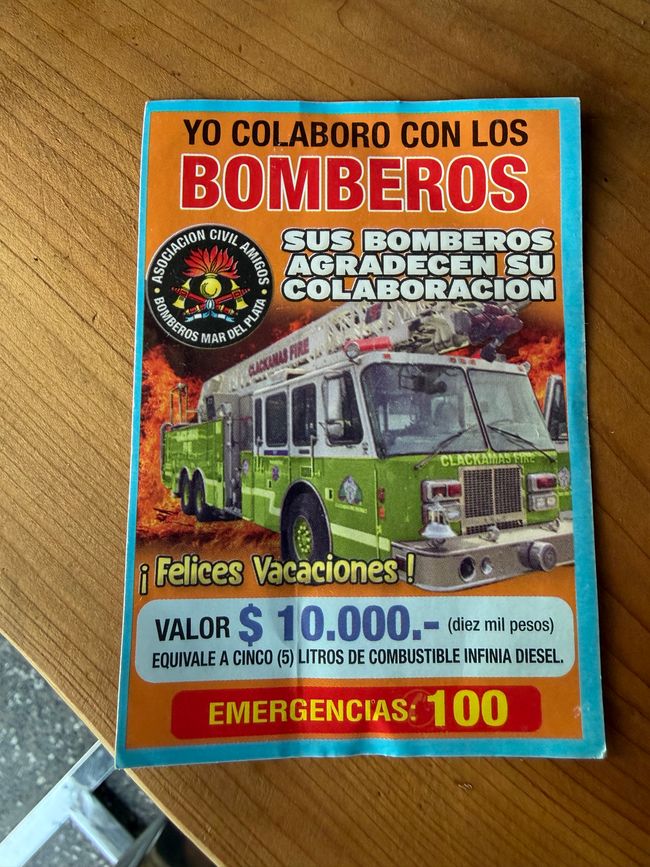 YO COLABORO CON LOS
BOMBEROS
ASOCIACION CIVIL AMIGOS
BOMBEROS MAR DEL PLATA
SUS BOMBEROS
AGRADECEN SU
COLABORACION
CLACKAMAS FIRE
CLACKAMAS FIRE
¡Felices Vacaciones!
VALOR $ 10.000.- (diez mil pesos)
EQUIVALE A CINCO (5) LITROS DE COMBUSTIBLE INFINIA DIESEL.
EMERGENCIAS: 100